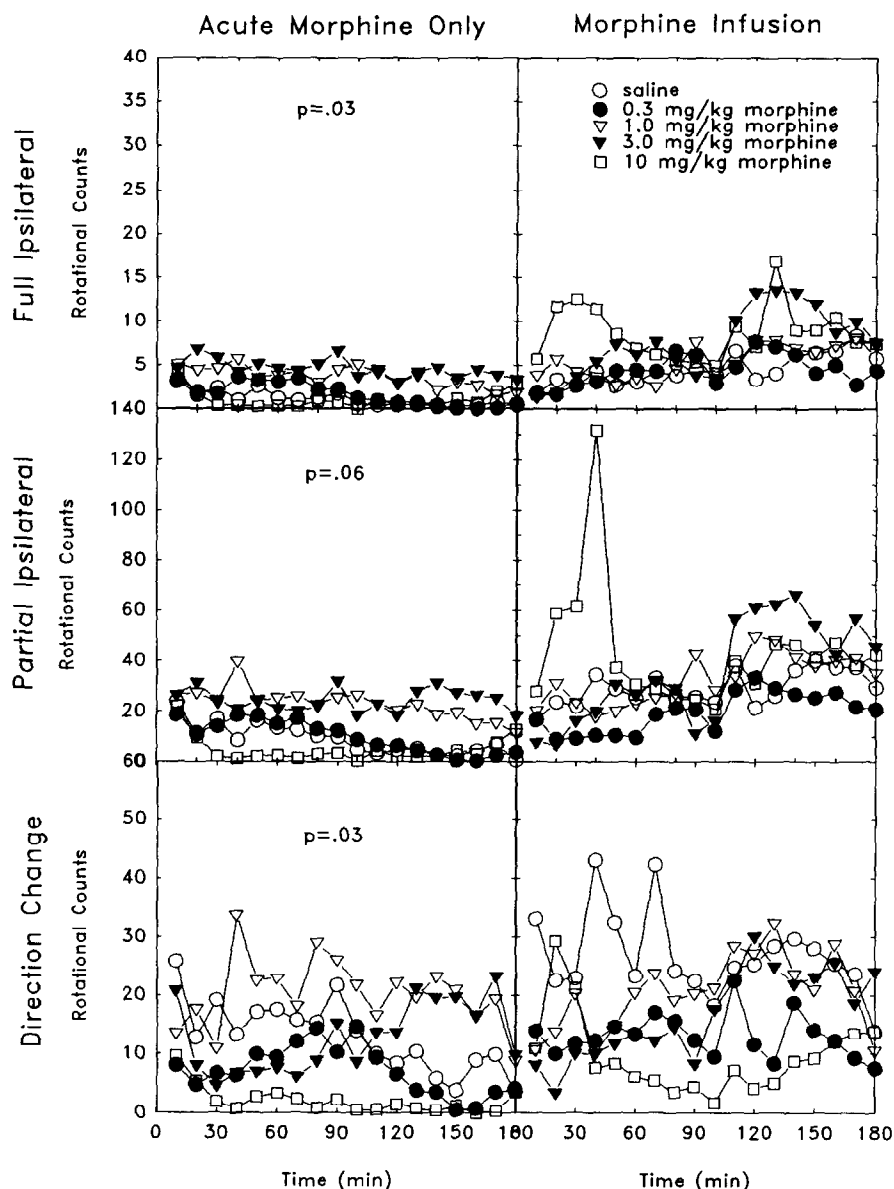 Acute Morphine Only
Morphine Infusion
Full Ipsilateral
Rotational Counts
40
35
30
25
20
15
10
5
p=.03
saline
0.3 mg/kg morphine
1.0 mg/kg morphine
3.0 mg/kg morphine
10 mg/kg morphine
Partial Ipsilateral
Rotational Counts
140
120
100
80
60
40
20
p=.06
Direction Change
Rotational Counts
60
50
40
30
20
10
0
p=.03
0
30
60
90
120
150
180
30
60
90
120
150
180
Time (min)
Time (min)